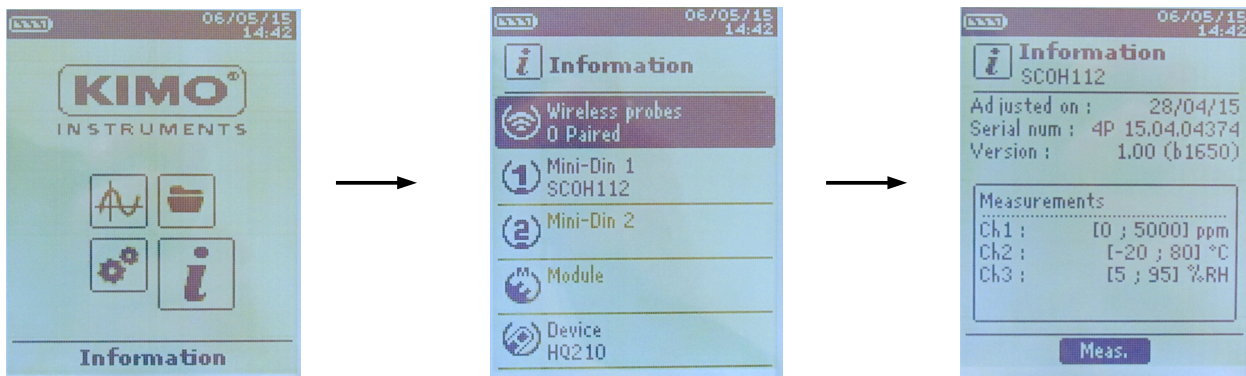 06/05/15
14:42
KIMO®
INSTRUMENTS
Information
06/05/15
14:42
i Information
Wireless probes
0 Paired
1 Mini-Din 1
SCOH112
2 Mini-Din 2
M Module
Device
HQ210
06/05/15
14:42
i Information
SCOH112
Adjusted on : 28/04/15
Serial num : 4P 15.04.04374
Version : 1.00 (b1650)
Measurements
Ch1 : [0 ; 5000] ppm
Ch2 : [-20 ; 80] °C
Ch3 : [5 ; 95] %RH
Meas.